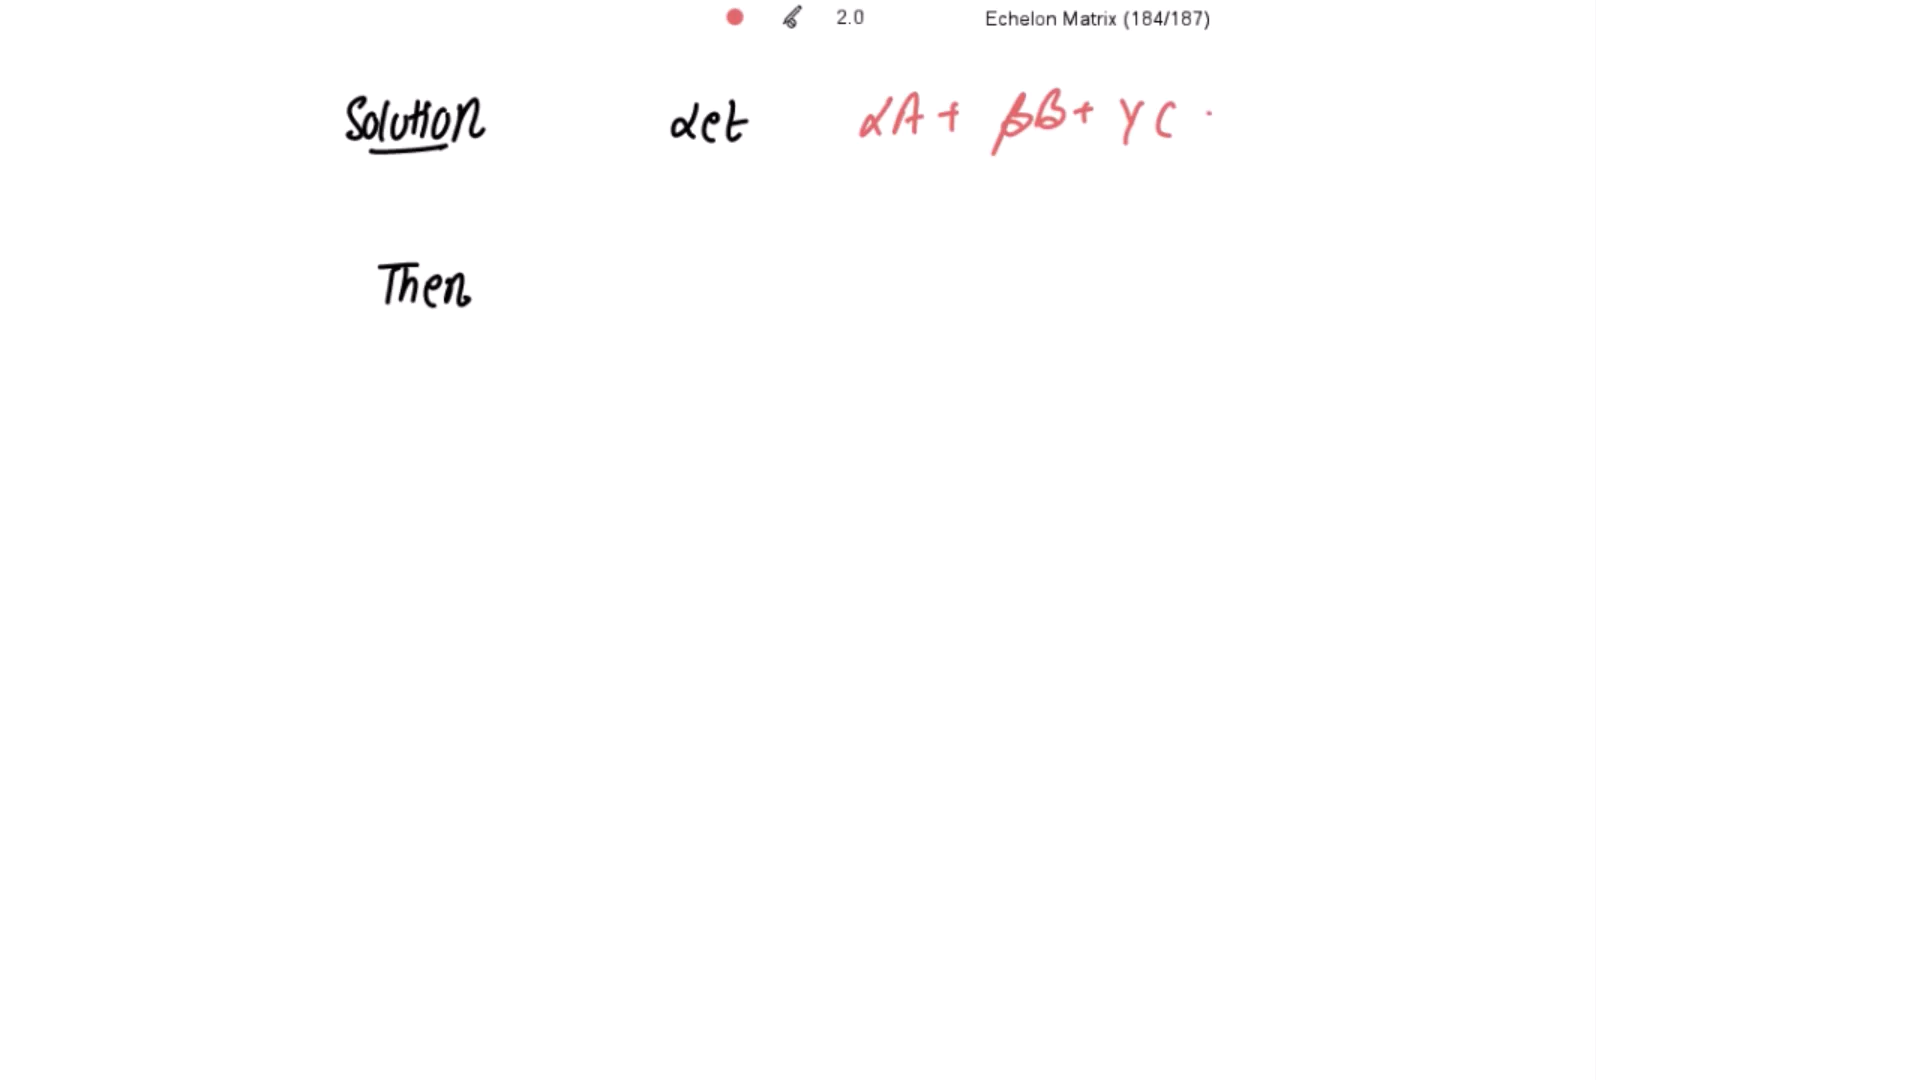 2.0 Echelon Matrix (184/187)
Solution let αA + βB + γC
Then